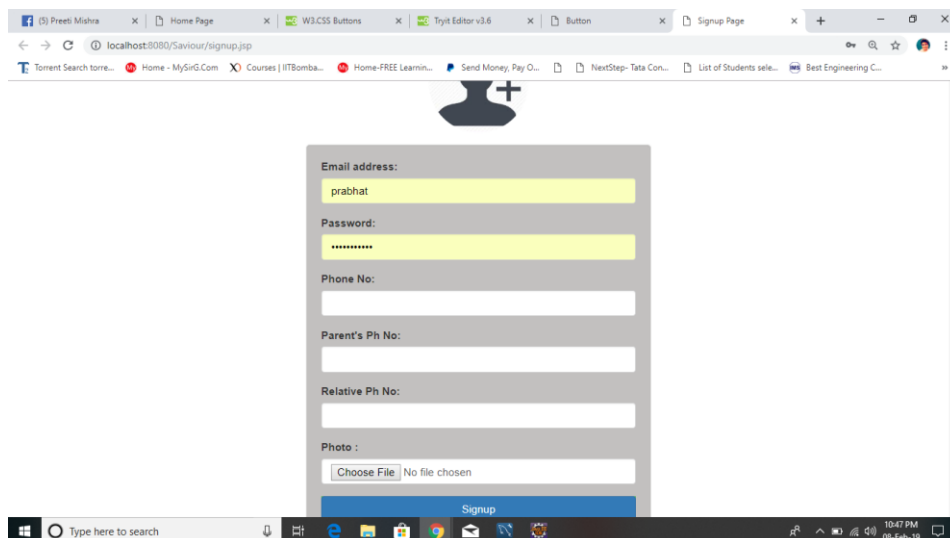 (5) Preeti Mishra
Home Page
W3.CSS Buttons
Tryit Editor v3.6
Button
Signup Page
localhost:8080/Saviour/signup.jsp
Torrent Search torre...
Home - MySirG.Com
Courses | IITBomba...
Home-FREE Learnin...
Send Money, Pay O...
NextStep- Tata Con...
List of Students sele...
Best Engineering C...
Email address:
prabhat
Password:
•••••••••••
Phone No:
Parent's Ph No:
Relative Ph No:
Photo :
Choose File No file chosen
Signup
Type here to search
10:47 PM
08-Feb-19